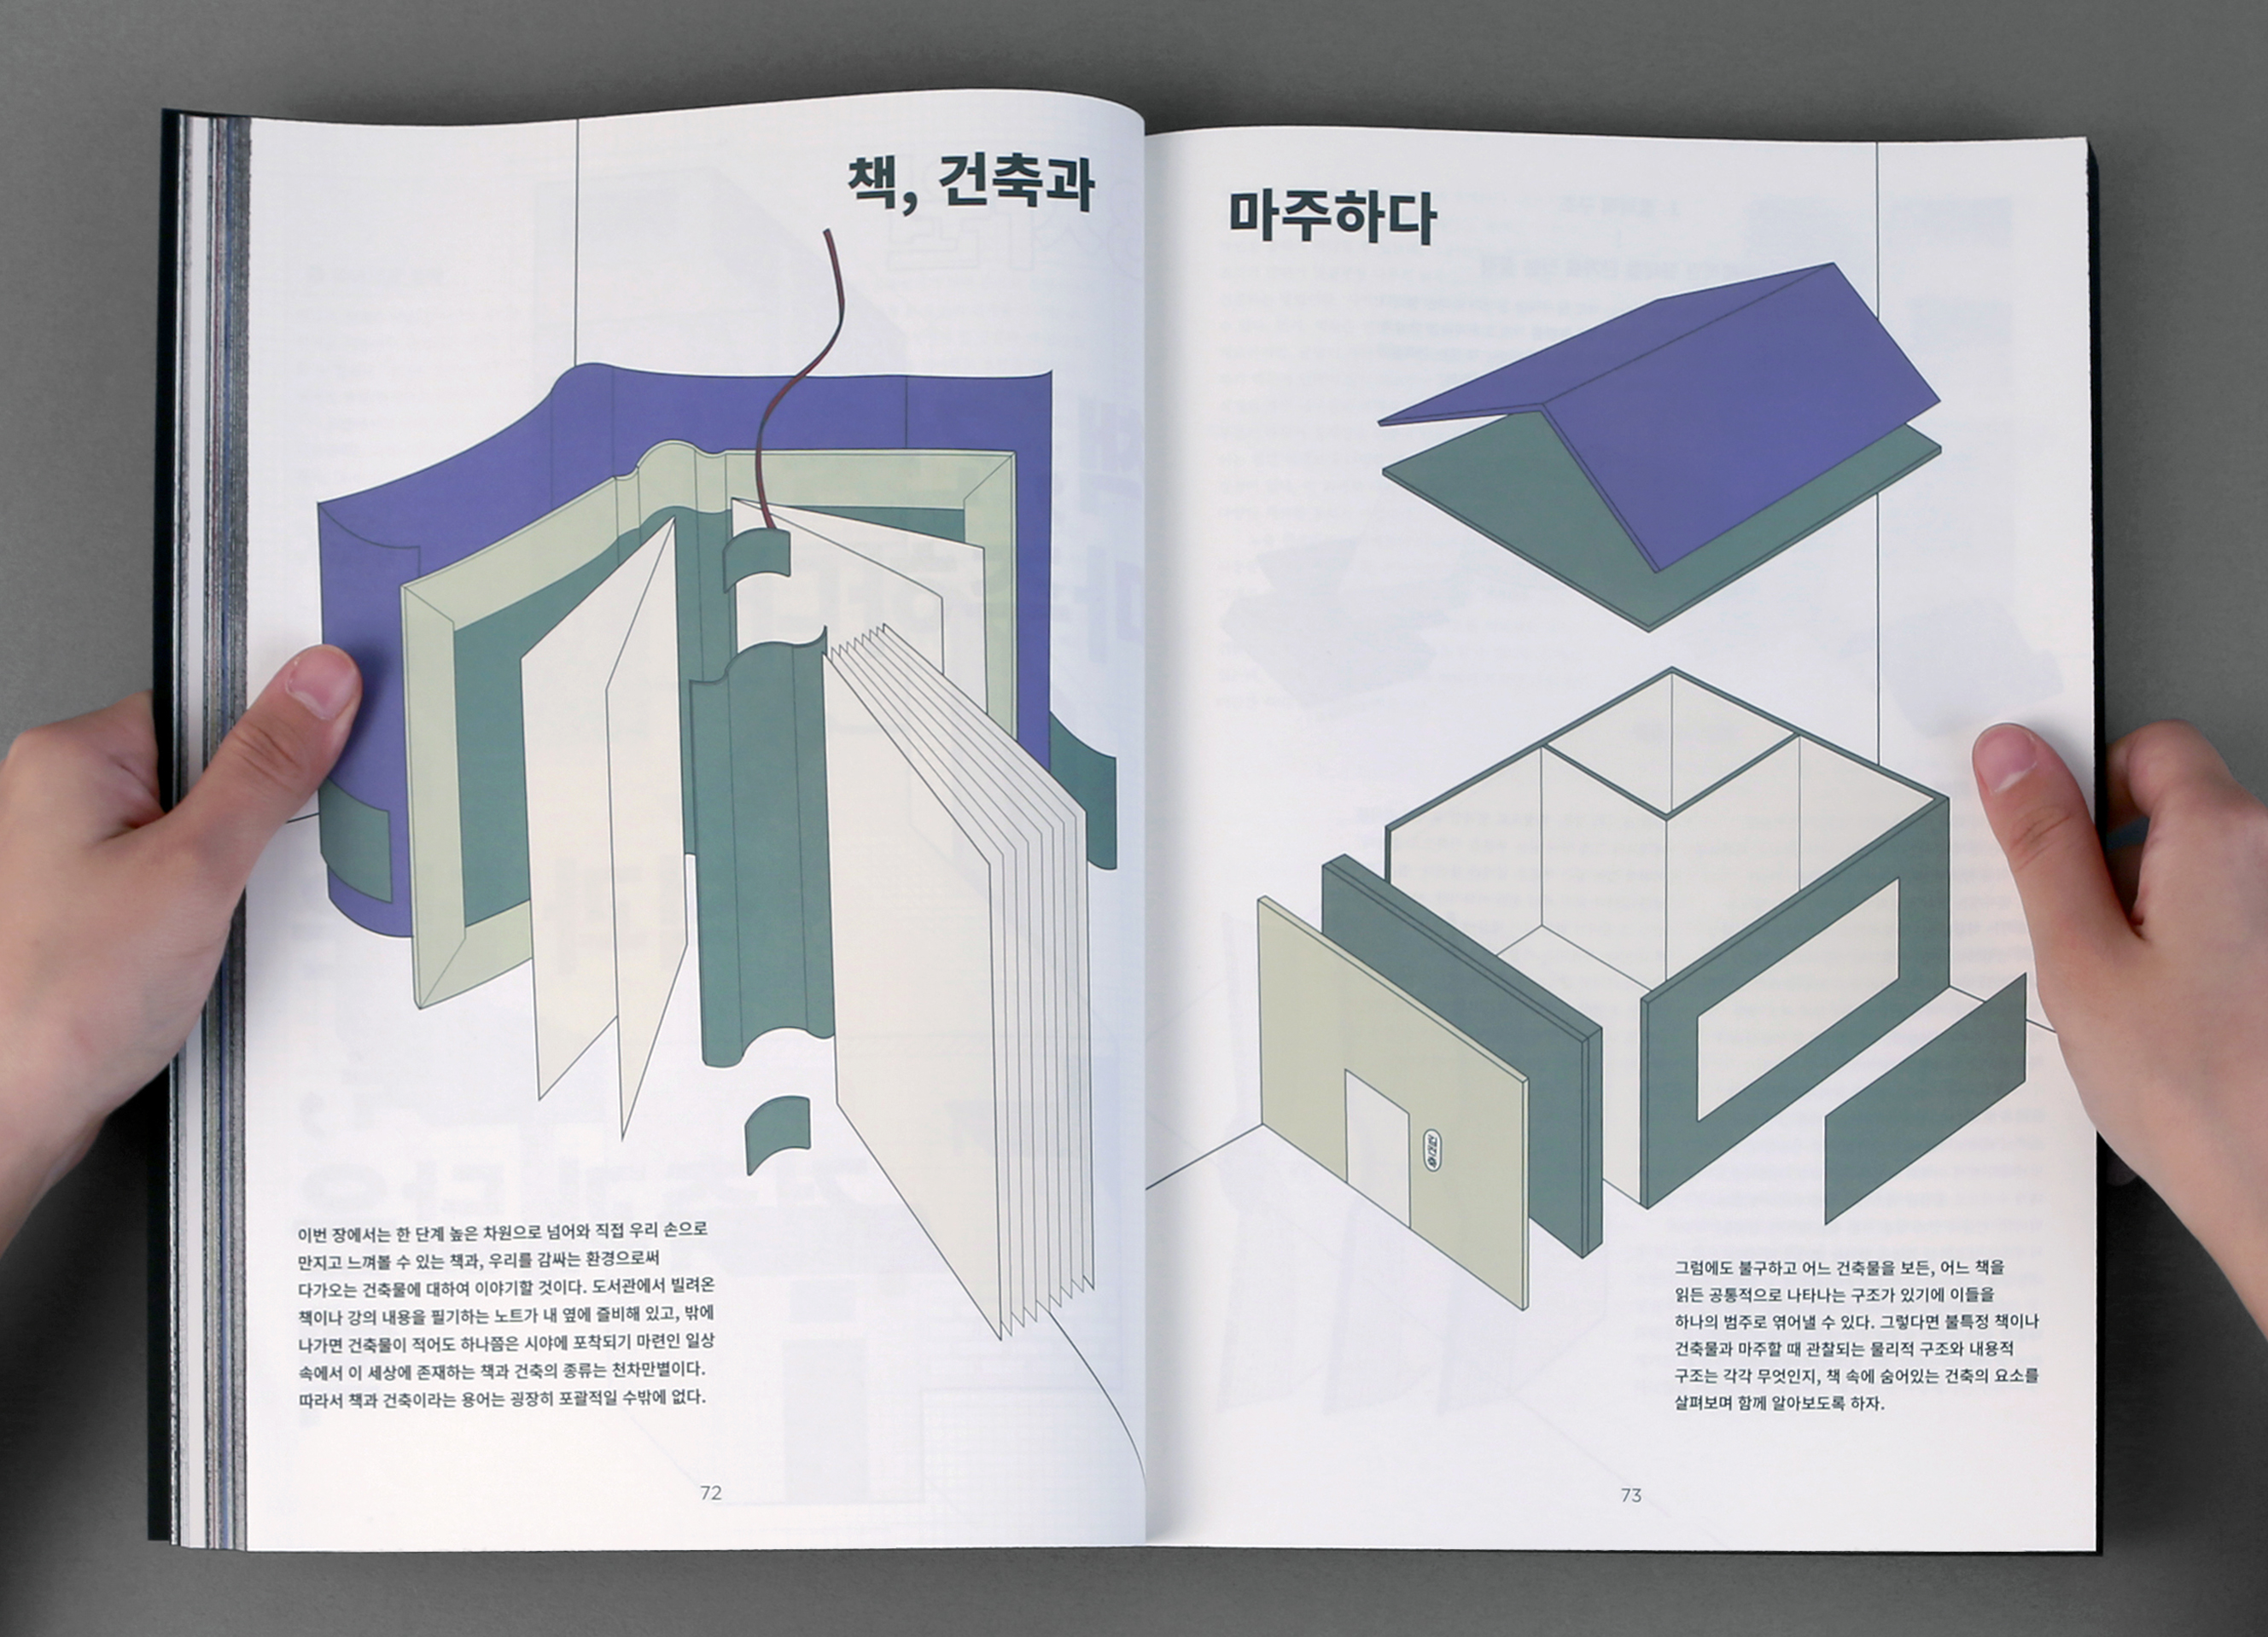 책, 건축과
마주하다
이번 장에서는 한 단계 높은 차원으로 넘어와 직접 우리 손으로
만지고 느껴볼 수 있는 책과, 우리를 감싸는 환경으로써
다가오는 건축물에 대하여 이야기할 것이다. 도서관에서 빌려온
책이나 강의 내용을 필기하는 노트가 내 옆에 즐비해 있고, 밖에
나가면 건축물이 적어도 하나쯤은 시야에 포착되기 마련인 일상
속에서 이 세상에 존재하는 책과 건축의 종류는 천차만별이다.
따라서 책과 건축이라는 용어는 굉장히 포괄적일 수밖에 없다.
72
그럼에도 불구하고 어느 건축물을 보든, 어느 책을
읽든 공통적으로 나타나는 구조가 있기에 이들을
하나의 범주로 엮어낼 수 있다. 그렇다면 불특정 책이나
건축물과 마주할 때 관찰되는 물리적 구조와 내용적
구조는 각각 무엇인지, 책 속에 숨어있는 건축의 요소를
살펴보며 함께 알아보도록 하자.
73